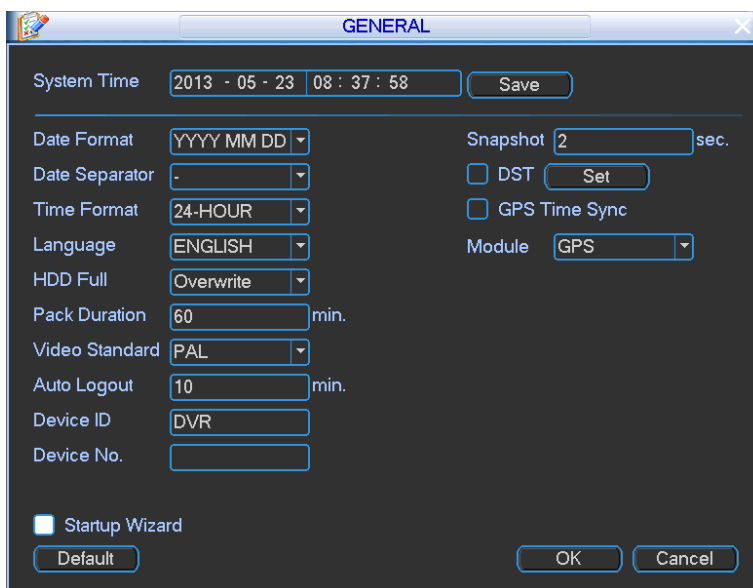 GENERAL
System Time 2013 - 05 - 23 08 : 37 : 58 Save
Date Format YYYY MM DD Snapshot 2 sec.
Date Separator - DST Set
Time Format 24-HOUR GPS Time Sync
Language ENGLISH Module GPS
HDD Full Overwrite
Pack Duration 60 min.
Video Standard PAL
Auto Logout 10 min.
Device ID DVR
Device No.
Startup Wizard
Default OK Cancel